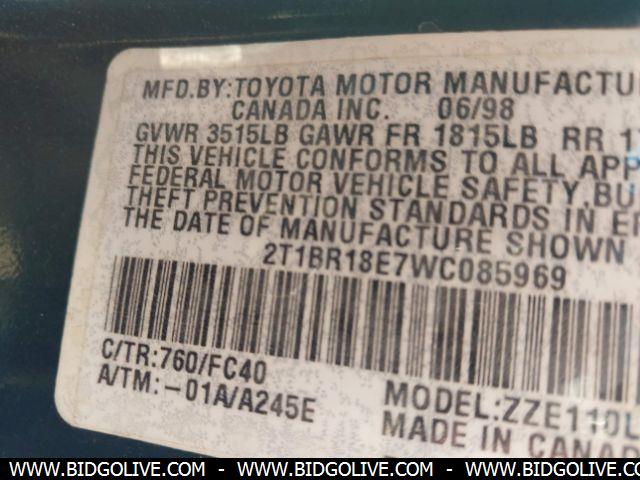 MFD.BY:TOYOTA MOTOR MANUFACTU
CANADA INC. 06/98
GVWR 3515LB GAWR FR 1815LB RR 1
THIS VEHICLE CONFORMS TO ALL APP
FEDERAL MOTOR VEHICLE SAFETY,BU
THEFT PREVENTION STANDARDS IN E
THE DATE OF MANUFACTURE SHOWN
2T1BR18E7WC085969
C/TR:760/FC40
A/TM:-01A/A245E
MODEL:ZZE110L
MADE IN CANAD
WWW.BIDGOLIVE.COM - WWW.BIDGOLIVE.COM - WWW.BIDGOLIVE.COM